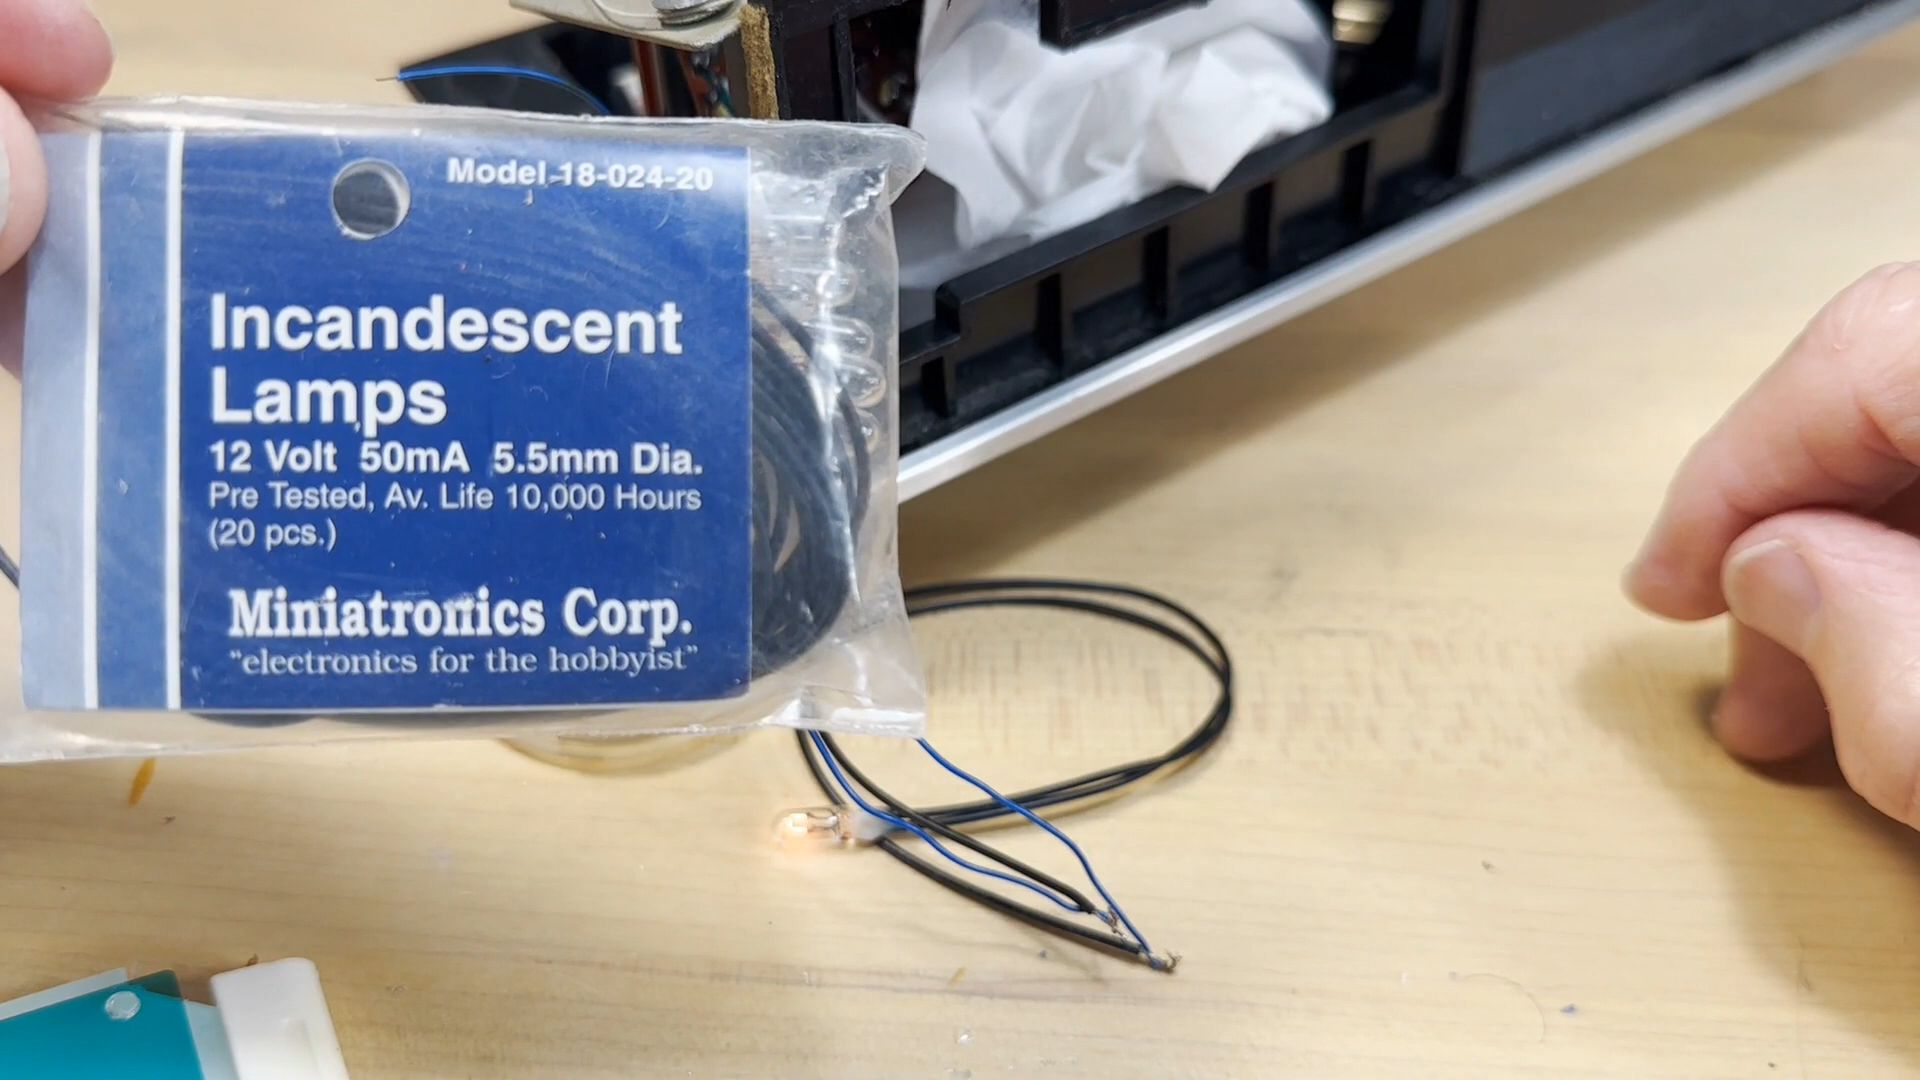 Model 18-024-20
Incandescent
Lamps
12 Volt 50mA 5.5mm Dia.
Pre Tested, Av. Life 10,000 Hours
(20 pcs.)
Miniatronics Corp.
"electronics for the hobbyist"